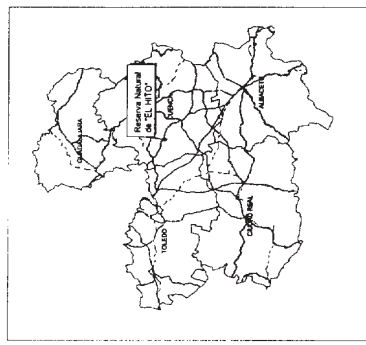 GUADALAJARA
Reserva Natural
de "EL HITO"
CUENCA
TOLEDO
CIUDAD REAL
ALBACETE